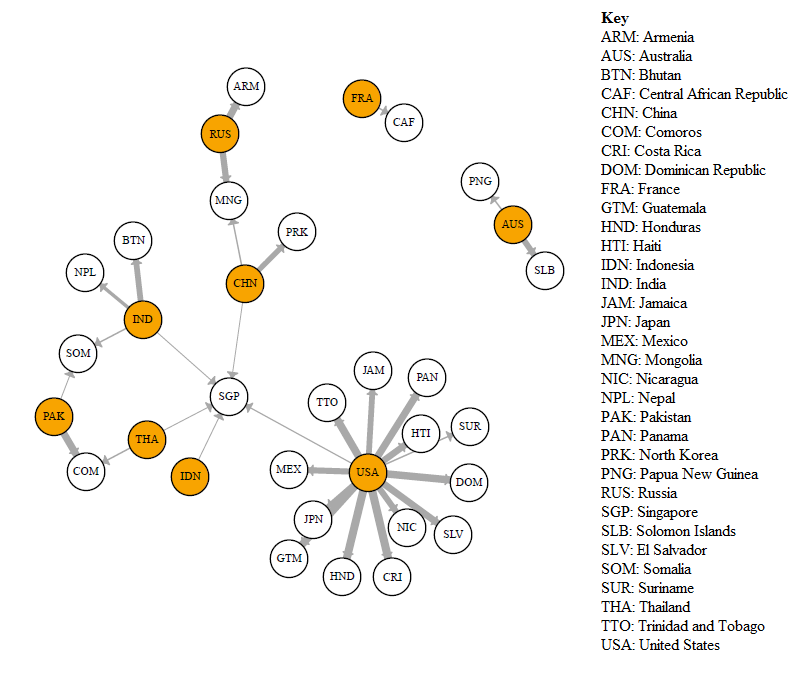 Key
ARM: Armenia
AUS: Australia
BTN: Bhutan
CAF: Central African Republic
CHN: China
COM: Comoros
CRI: Costa Rica
DOM: Dominican Republic
FRA: France
GTM: Guatemala
HND: Honduras
HTI: Haiti
IDN: Indonesia
IND: India
JAM: Jamaica
JPN: Japan
MEX: Mexico
MNG: Mongolia
NIC: Nicaragua
NPL: Nepal
PAK: Pakistan
PAN: Panama
PRK: North Korea
PNG: Papua New Guinea
RUS: Russia
SGP: Singapore
SLB: Solomon Islands
SLV: El Salvador
SOM: Somalia
SUR: Suriname
THA: Thailand
TTO: Trinidad and Tobago
USA: United States
ARM
FRA
CAF
RUS
PNG
MNG
AUS
PRK
BTN
SLB
NPL
CHN
IND
SOM
JAM
PAN
SGP
TTO
PAK
SUR
HTI
THA
COM
MEX
USA
IDN
DOM
JPN
NIC
SLV
GTM
HND
CRI